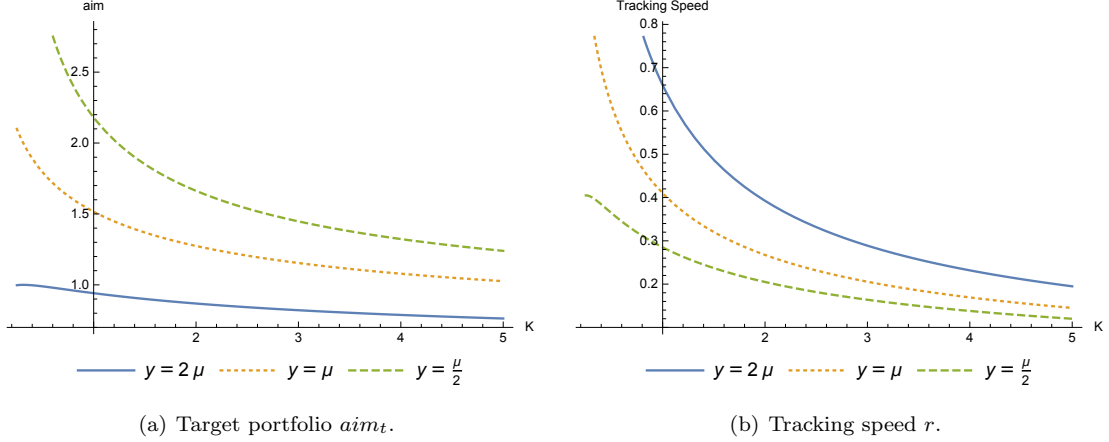 aim
2.5
2.0
1.5
1.0
2 3 4 5 K
y = 2 μ y = μ y = μ/2
(a) Target portfolio aim_t.
Tracking Speed
0.8
0.7
0.6
0.5
0.4
0.3
0.2
2 3 4 5 K
y = 2 μ y = μ y = μ/2
(b) Tracking speed r.